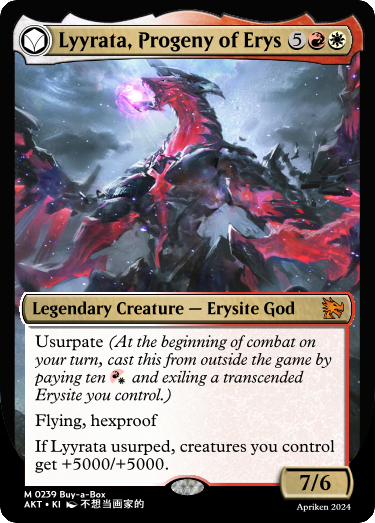 Lyyrata, Progeny of Erys 5
Legendary Creature — Erysite God
Usurpate (At the beginning of combat on
your turn, cast this from outside the game by
paying ten and exiling a transcended
Erysite you control.)
Flying, hexproof
If Lyyrata usurped, creatures you control
get +5000/+5000.
7/6
M 0239 Buy-a-Box
AKT • KI 不想当画家的
Apriken 2024